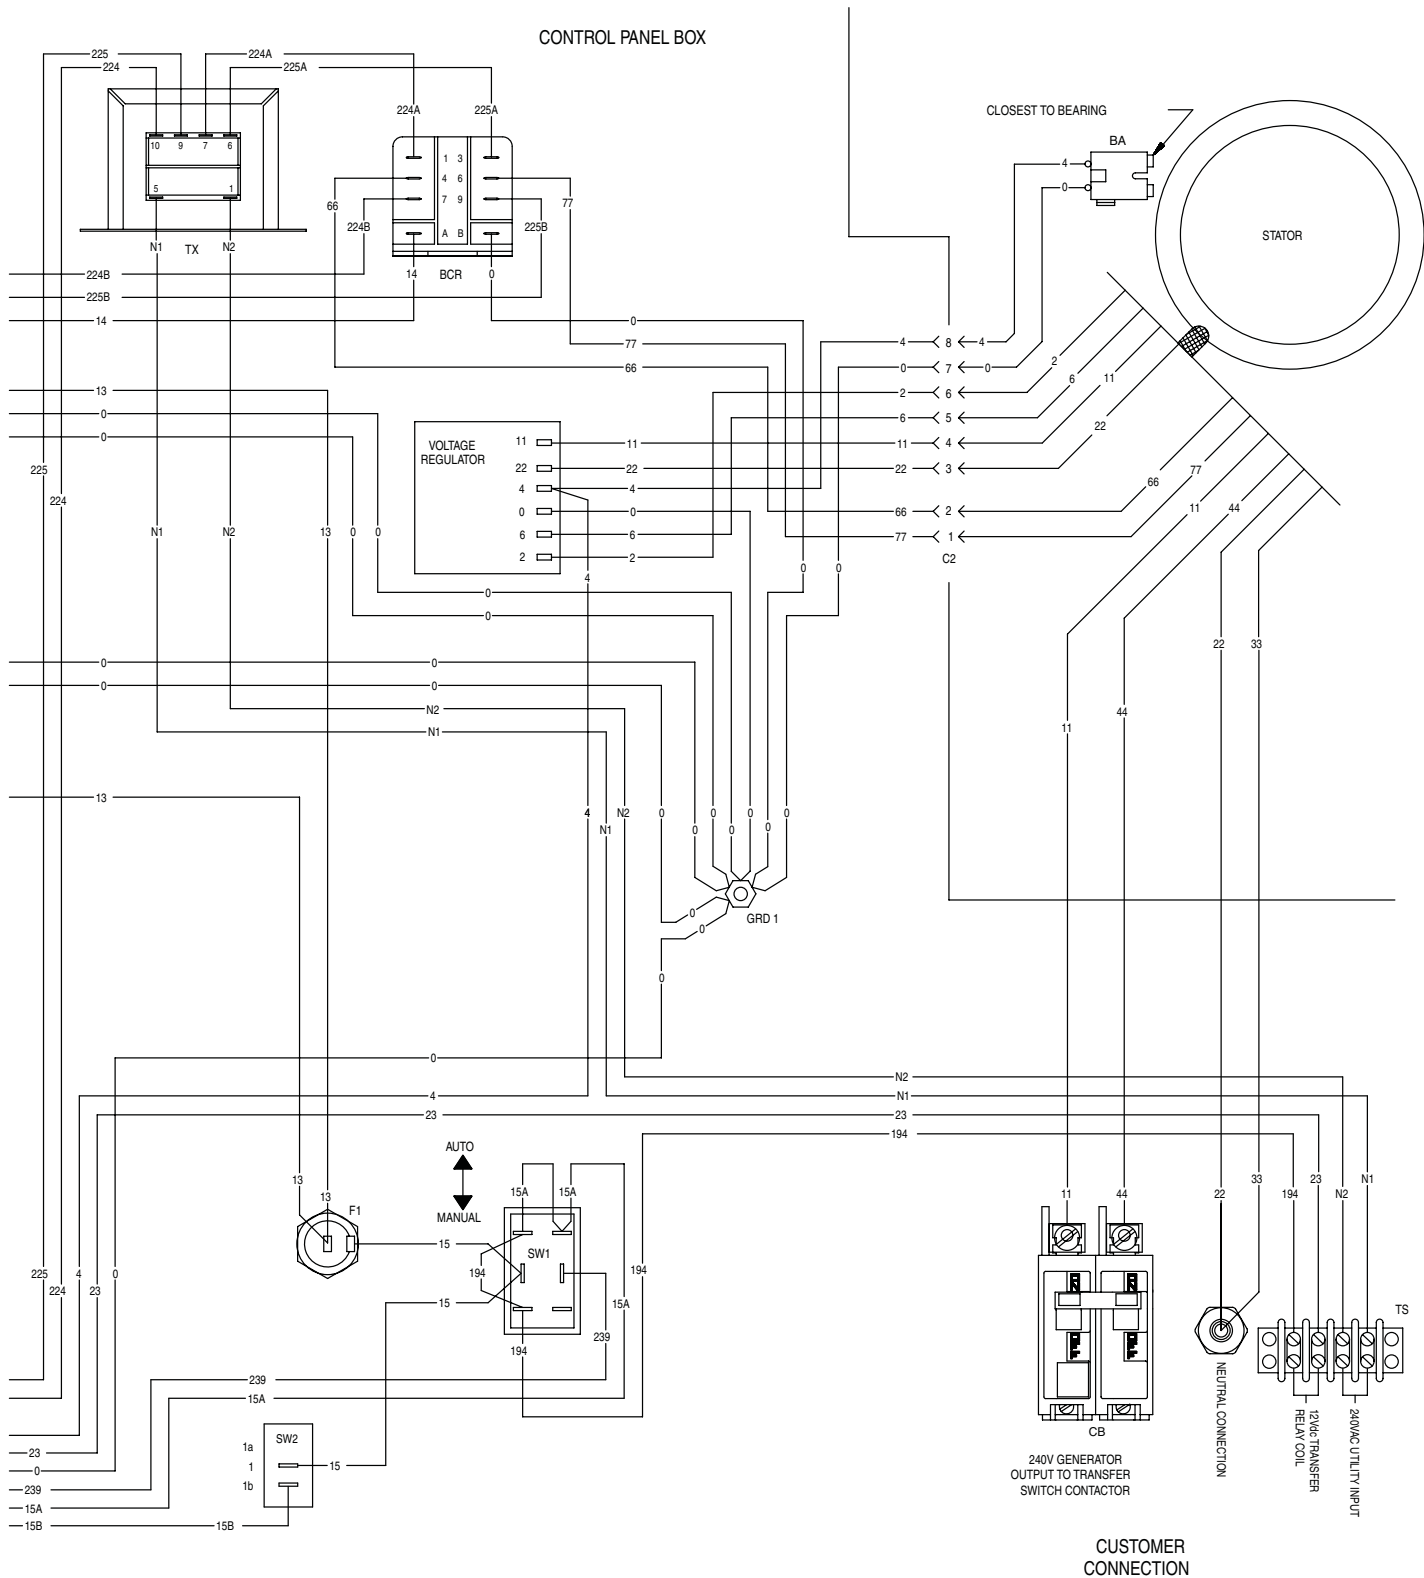 CONTROL PANEL BOX
225
224A
224
225A
224A
225A
CLOSEST TO BEARING
BA
10 9 7 6
5 1
1 3
4 6
7 9
A B
4
0
STATOR
66
224B
77
225B
N1
TX
N2
224B
14
BCR
0
225B
14
0
77
66
4 8 4
0 7 0
2 6
6 5
11 4
22 3
66 2
77 1
C2
2
6
11
22
66
77
11
44
13
0
0
VOLTAGE
REGULATOR
11
22
4
0
6
2
11
22
4
0
6
2
225
224
N1
N2
13
0
0
4
0
0
0
0
22
33
0
0
0
0
N2
N1
11
44
13
4
N2
N1
0
0
0
0
0
0
0
0
0
GRD 1
0
0
N2
4
N1
23
23
194
AUTO
MANUAL
13
13
F1
15A
15A
11
44
22
33
194
23
N2
N1
15
SW1
194
194
225
4
0
224
23
15
15A
239
194
TS
239
15A
SW2
1a
1
1b
15
23
0
239
15A
15B
15B
CB
240V GENERATOR
OUTPUT TO TRANSFER
SWITCH CONTACTOR
NEUTRAL CONNECTION
12Vdc TRANSFER
RELAY COIL
240VAC UTILITY INPUT
CUSTOMER
CONNECTION